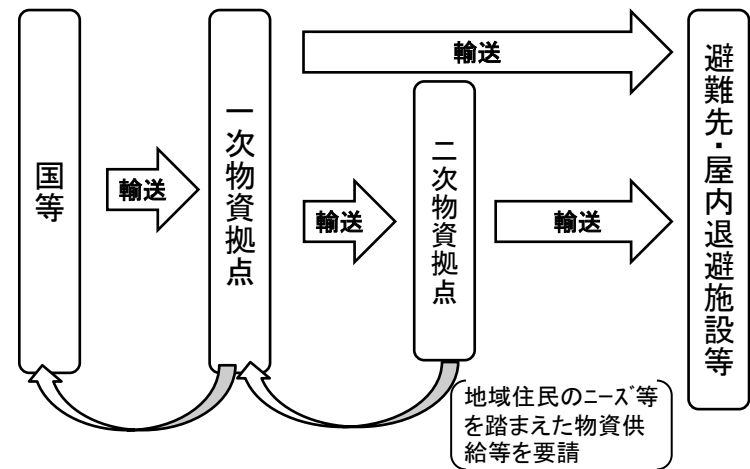 国等
輸送
一次物資拠点
輸送
輸送
二次物資拠点
輸送
避難先・屋内退避施設等
地域住民のニーズ等
を踏まえた物資供
給等を要請